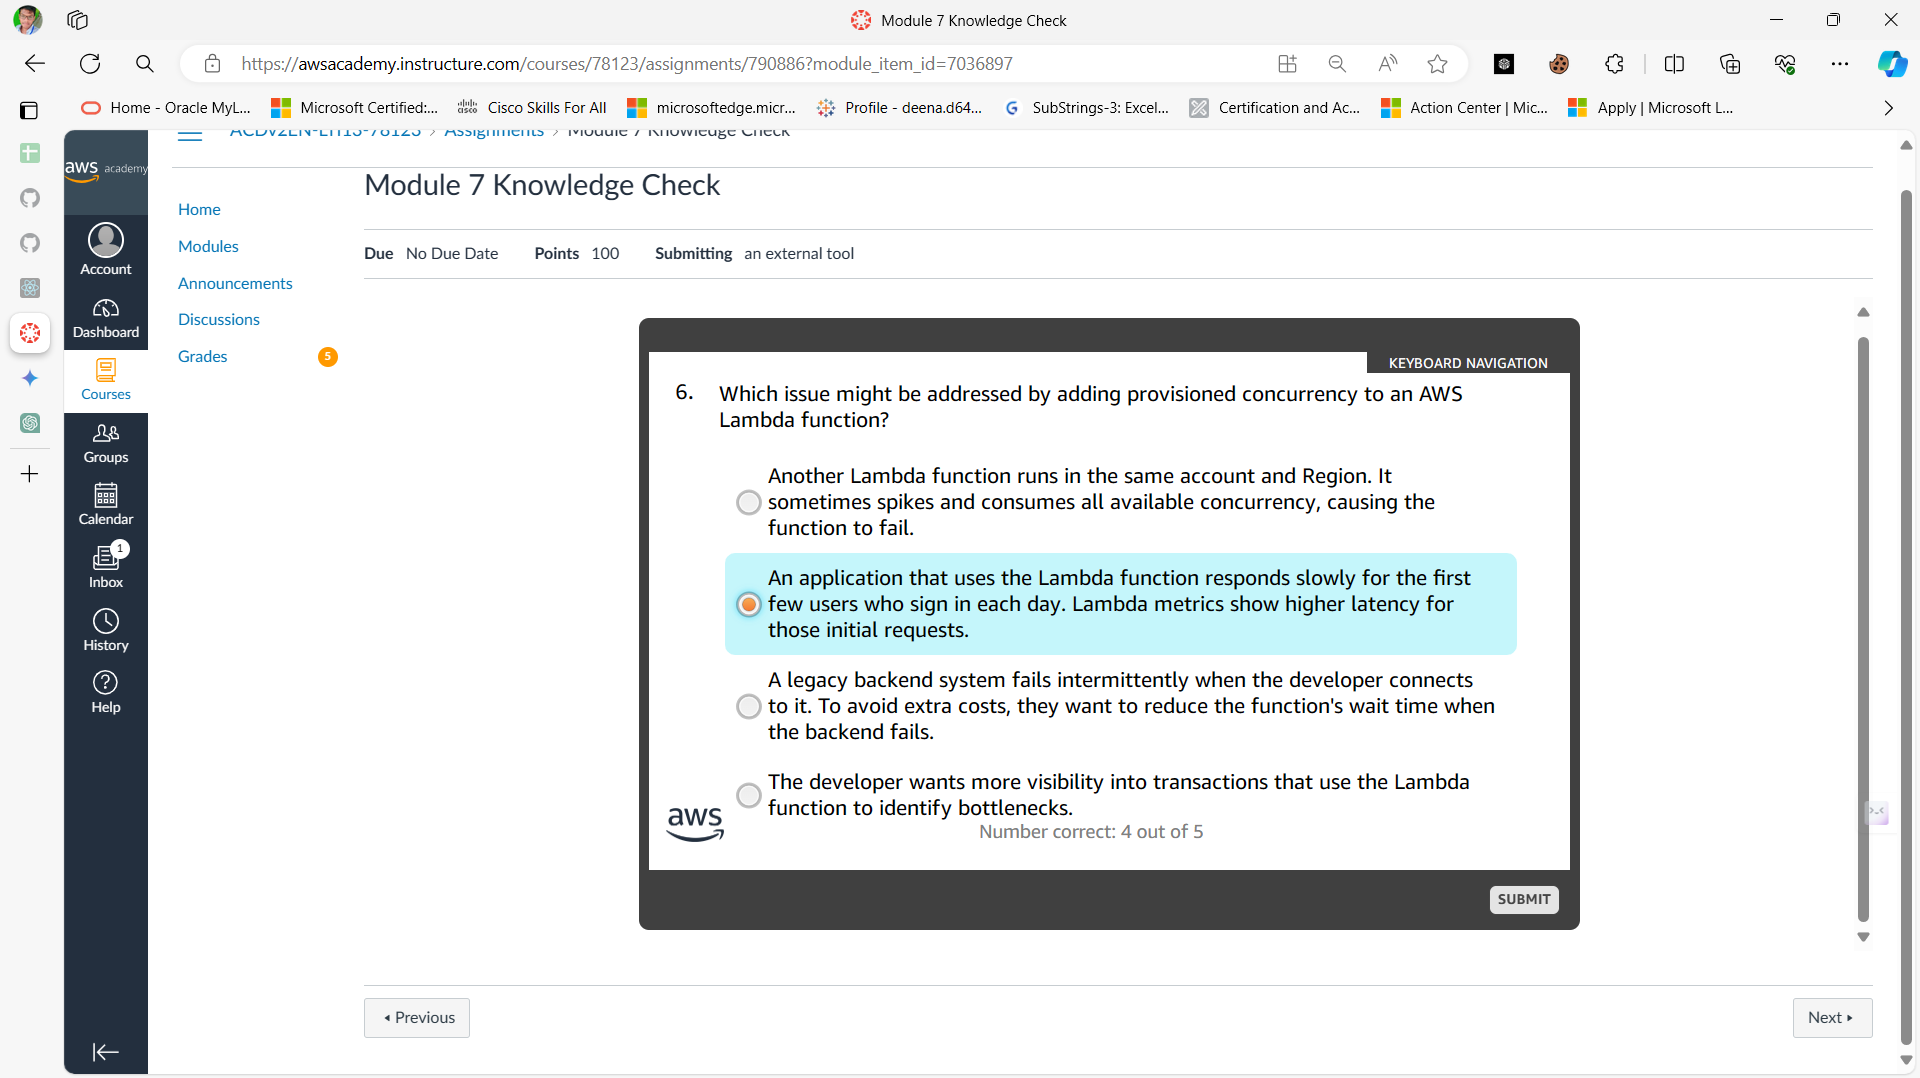 Module 7 Knowledge Check
https://awsacademy.instructure.com/courses/78123/assignments/790886?module_item_id=7036897
Home - Oracle MyL...
Microsoft Certified:...
Cisco Skills For All
microsoftedge.micr...
Profile - deena.d64...
SubStrings-3: Excel...
Certification and Ac...
Action Center | Mic...
Apply | Microsoft L...
ACDv2EN-LTI13-78123 › Assignments › Module 7 Knowledge Check
aws academy
Account
Dashboard
Courses
Groups
Calendar
1
Inbox
History
Help
Home
Modules
Announcements
Discussions
Grades 5
Module 7 Knowledge Check
Due No Due Date Points 100 Submitting an external tool
KEYBOARD NAVIGATION
6. Which issue might be addressed by adding provisioned concurrency to an AWS
Lambda function?
Another Lambda function runs in the same account and Region. It
sometimes spikes and consumes all available concurrency, causing the
function to fail.
An application that uses the Lambda function responds slowly for the first
few users who sign in each day. Lambda metrics show higher latency for
those initial requests.
A legacy backend system fails intermittently when the developer connects
to it. To avoid extra costs, they want to reduce the function's wait time when
the backend fails.
The developer wants more visibility into transactions that use the Lambda
function to identify bottlenecks.
aws
Number correct: 4 out of 5
SUBMIT
Previous
Next